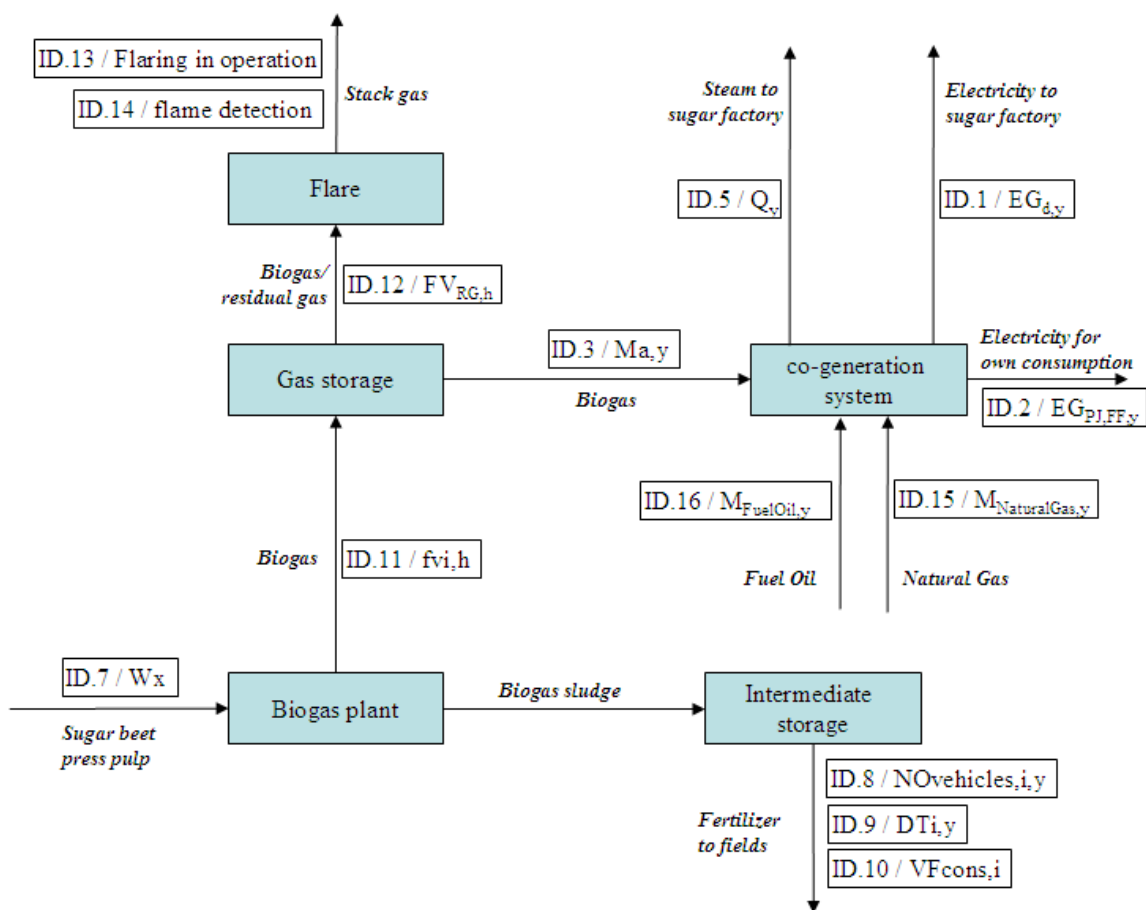 ID.13 / Flaring in operation
ID.14 / flame detection
Stack gas
Steam to
sugar factory
Electricity to
sugar factory
Flare
ID.5 / Qy
ID.1 / EGd,y
Biogas/
residual gas
ID.12 / FVRG,h
ID.3 / Ma,y
Gas storage
Biogas
co-generation
system
Electricity for
own consumption
ID.2 / EGPJ,FF,y
ID.16 / MFuelOil,y
ID.15 / MNaturalGas,y
Biogas
ID.11 / fvi,h
Fuel Oil
Natural Gas
ID.7 / Wx
Sugar beet
press pulp
Biogas plant
Biogas sludge
Intermediate
storage
Fertilizer
to fields
ID.8 / NOvehicles,i,y
ID.9 / DTi,y
ID.10 / VFcons,i